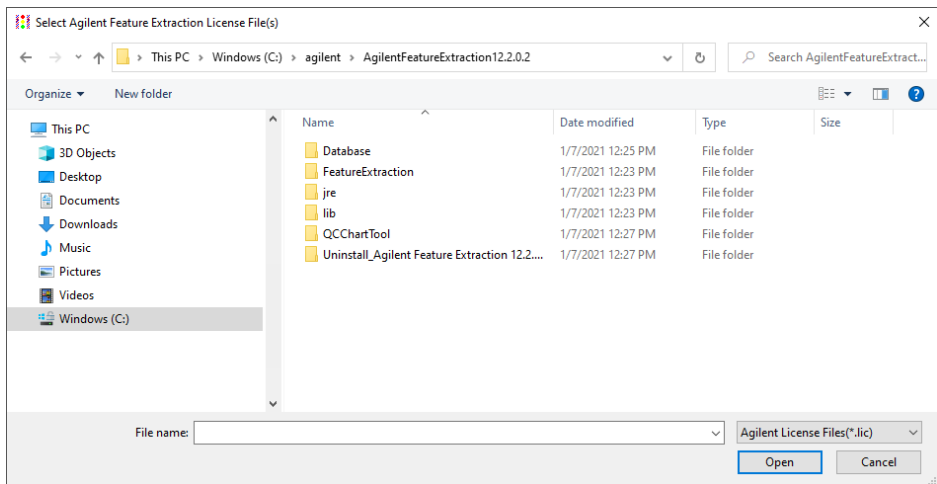 Select Agilent Feature Extraction License File(s)
This PC > Windows (C:) > agilent > AgilentFeatureExtraction12.2.0.2
Search AgilentFeatureExtract...
Organize
New folder
This PC
3D Objects
Desktop
Documents
Downloads
Music
Pictures
Videos
Windows (C:)
Name Date modified Type Size
Database 1/7/2021 12:25 PM File folder
FeatureExtraction 1/7/2021 12:23 PM File folder
jre 1/7/2021 12:23 PM File folder
lib 1/7/2021 12:23 PM File folder
QCChartTool 1/7/2021 12:27 PM File folder
Uninstall_Agilent Feature Extraction 12.2.... 1/7/2021 12:27 PM File folder
File name:
Agilent License Files(*.lic)
Open
Cancel